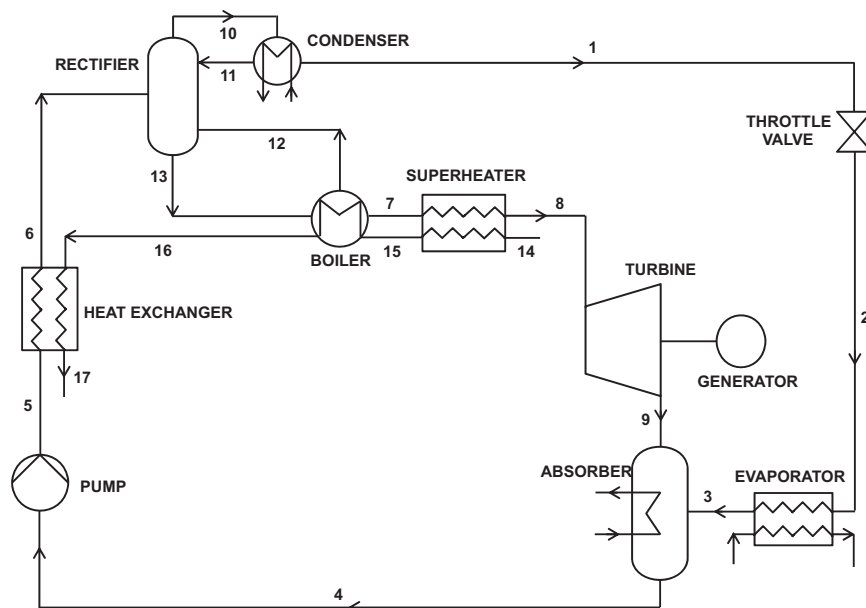 10
CONDENSER
1
RECTIFIER
11
THROTTLE
VALVE
12
13
SUPERHEATER
7
8
6
16
15
14
BOILER
TURBINE
HEAT EXCHANGER
2
17
GENERATOR
5
9
ABSORBER
EVAPORATOR
PUMP
3
4